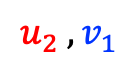 u₂ , v₁